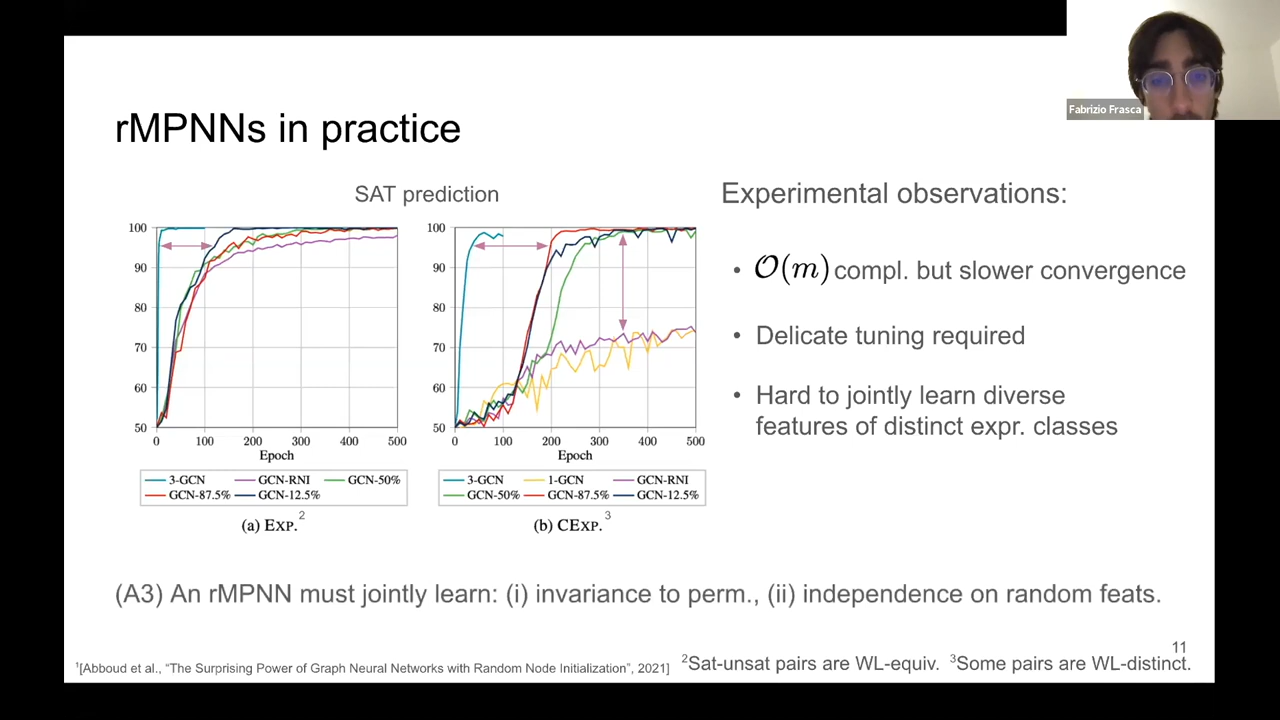 Fabrizio Frasca
rMPNNs in practice
SAT prediction
100
90
80
70
60
50
0
100
200
300
400
500
Epoch
3-GCN
GCN-RNI
GCN-50%
GCN-87.5%
GCN-12.5%
(a) EXP.2
100
90
80
70
60
50
0
100
200
300
400
500
Epoch
3-GCN
1-GCN
GCN-RNI
GCN-50%
GCN-87.5%
GCN-12.5%
(b) CEXP.3
Experimental observations:
• O(m) compl. but slower convergence
• Delicate tuning required
• Hard to jointly learn diverse
features of distinct expr. classes
(A3) An rMPNN must jointly learn: (i) invariance to perm., (ii) independence on random feats.
11
1[Abboud et al., “The Surprising Power of Graph Neural Networks with Random Node Initialization”, 2021]
2Sat-unsat pairs are WL-equiv. 3Some pairs are WL-distinct.